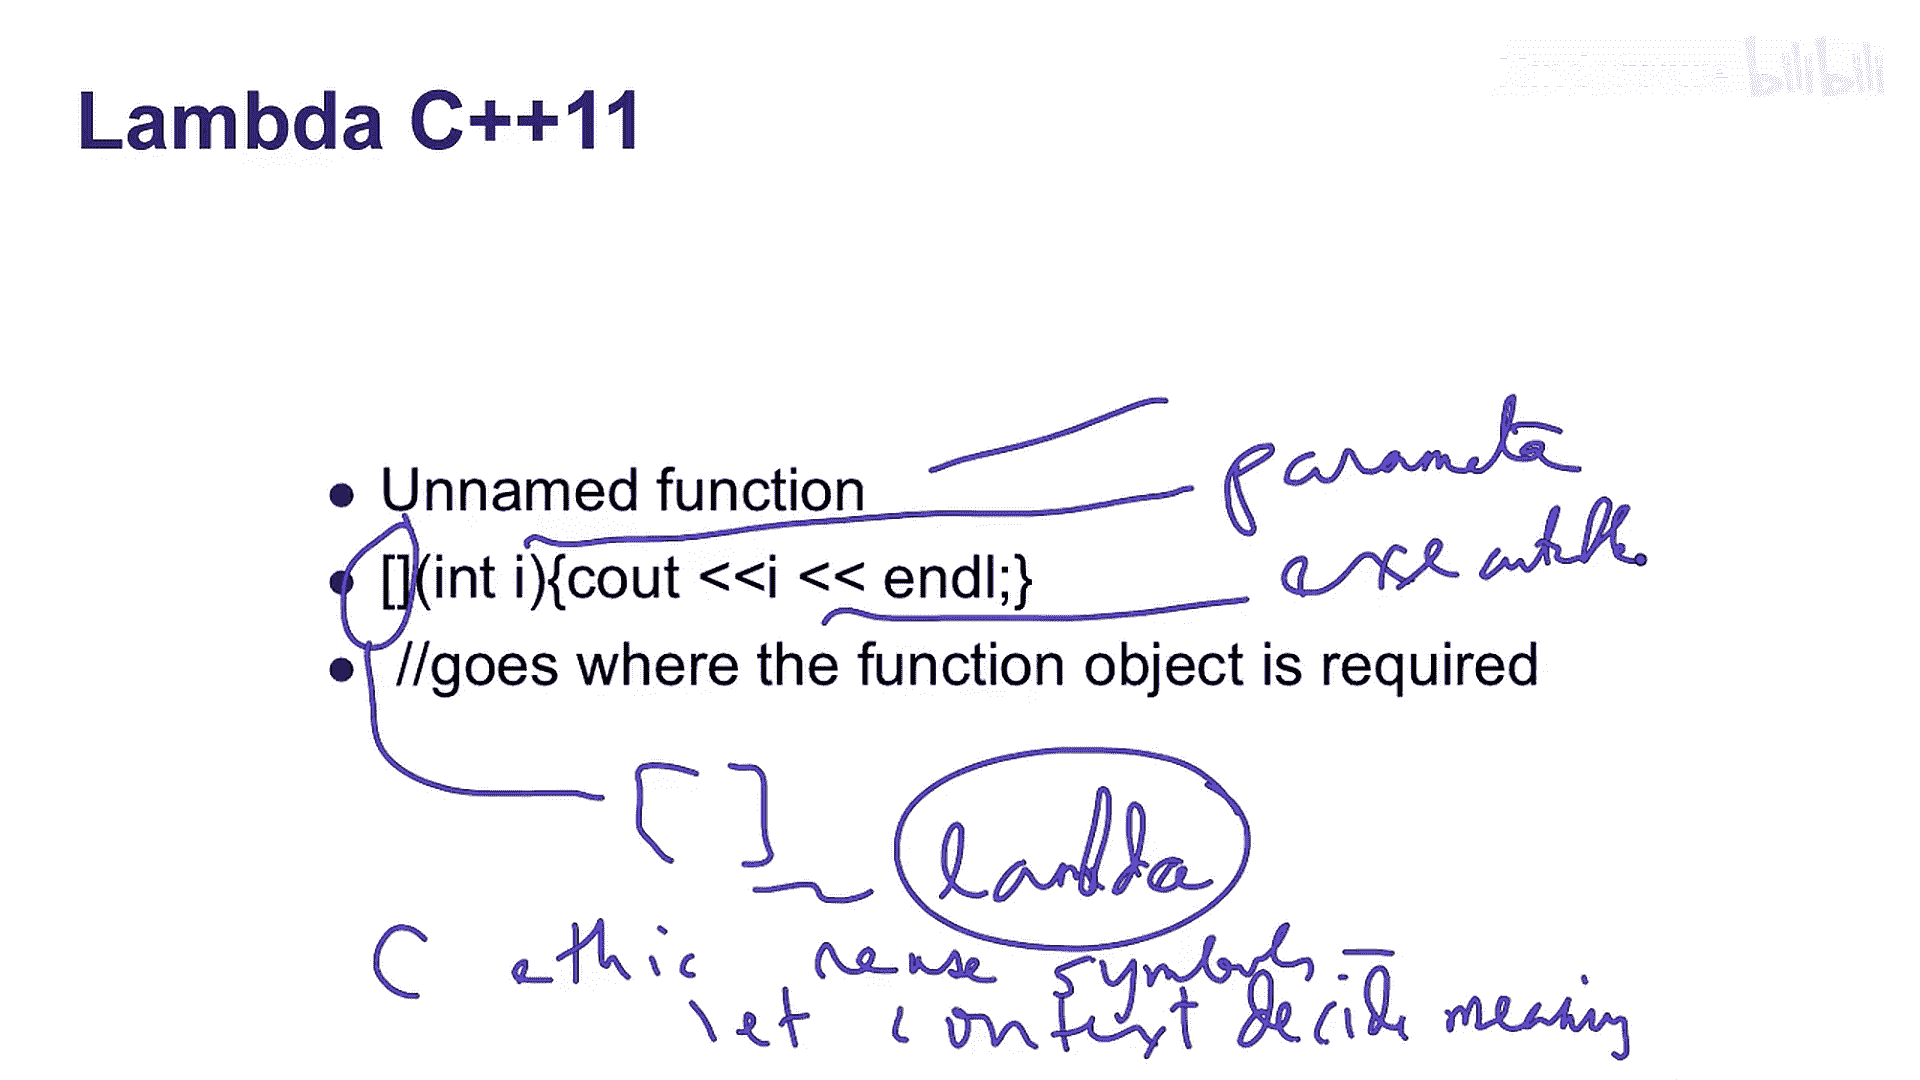 bilibili
Lambda C++11
• Unnamed function
parameter
• [](int i){cout <<i << endl;}
executable
• //goes where the function object is required
[ ]
lambda
C ethic reuse symbols -
let context decide meaning